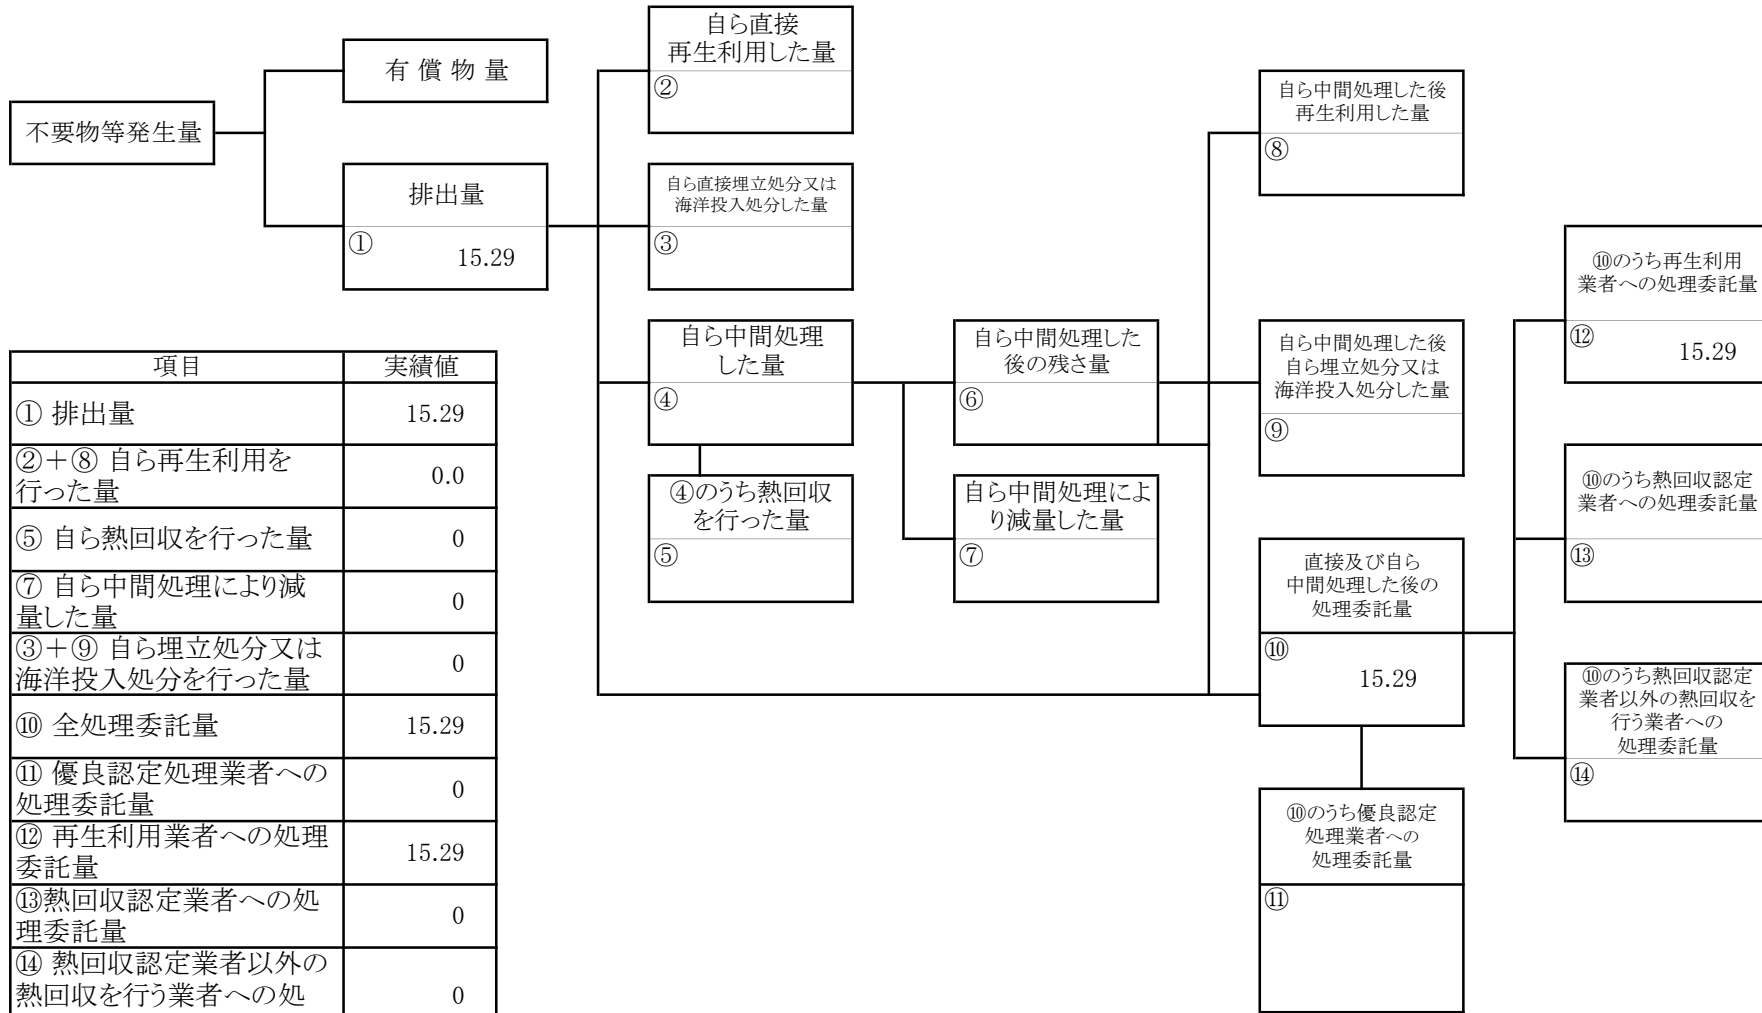 不要物等発生量
有 償 物 量
排出量
①
15.29
自ら直接
再生利用した量
②
自ら直接埋立処分又は
海洋投入処分した量
③
自ら中間処理
した量
④
④のうち熱回収
を行った量
⑤
自ら中間処理した
後の残さ量
⑥
自ら中間処理によ
り減量した量
⑦
自ら中間処理した後
再生利用した量
⑧
自ら中間処理した後
自ら埋立処分又は
海洋投入処分した量
⑨
直接及び自ら
中間処理した後の
処理委託量
⑩
15.29
⑩のうち優良認定
処理業者への
処理委託量
⑪
⑩のうち再生利用
業者への処理委託量
⑫
15.29
⑩のうち熱回収認定
業者への処理委託量
⑬
⑩のうち熱回収認定
業者以外の熱回収を
行う業者への
処理委託量
⑭
項目 実績値
① 排出量 15.29
②＋⑧ 自ら再生利用を
行った量 0.0
⑤ 自ら熱回収を行った量 0
⑦ 自ら中間処理により減
量した量 0
③＋⑨ 自ら埋立処分又は
海洋投入処分を行った量 0
⑩ 全処理委託量 15.29
⑪ 優良認定処理業者への
処理委託量 0
⑫ 再生利用業者への処理
委託量 15.29
⑬熱回収認定業者への処
理委託量 0
⑭ 熱回収認定業者以外の
熱回収を行う業者への処 0